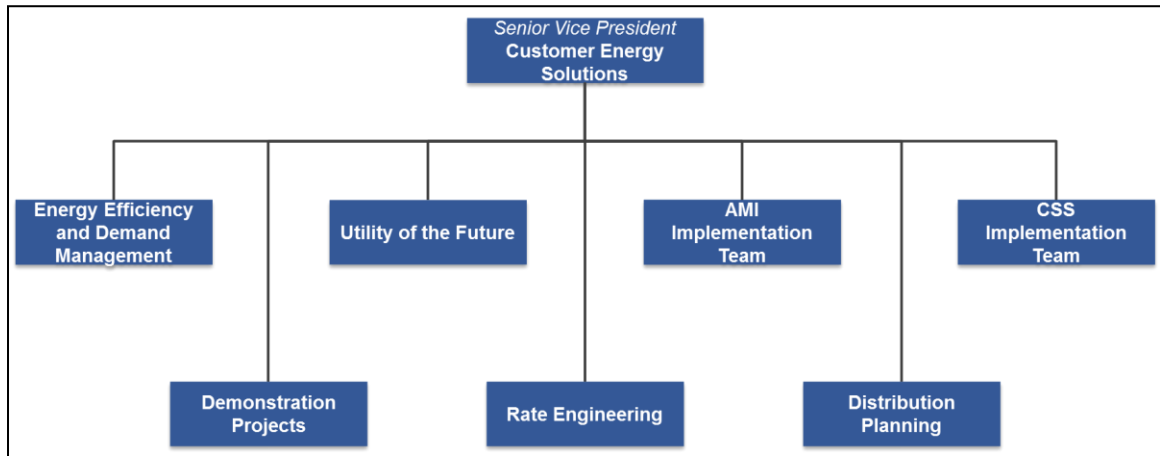 Senior Vice President
Customer Energy
Solutions
Energy Efficiency
and Demand
Management
Utility of the Future
AMI
Implementation
Team
CSS
Implementation
Team
Demonstration
Projects
Rate Engineering
Distribution
Planning